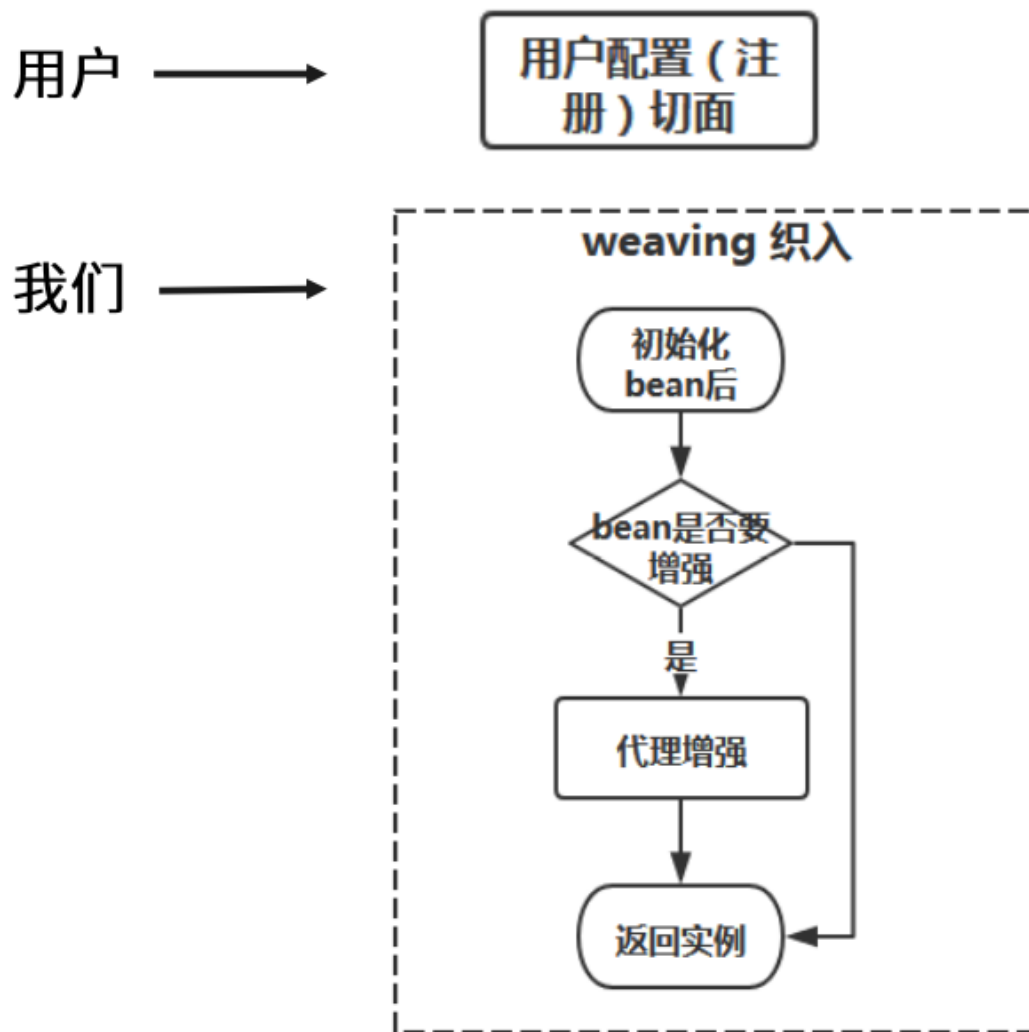 用户
用户配置（注
册）切面
我们
weaving 织入
初始化
bean后
bean是否要
增强
是
代理增强
返回实例